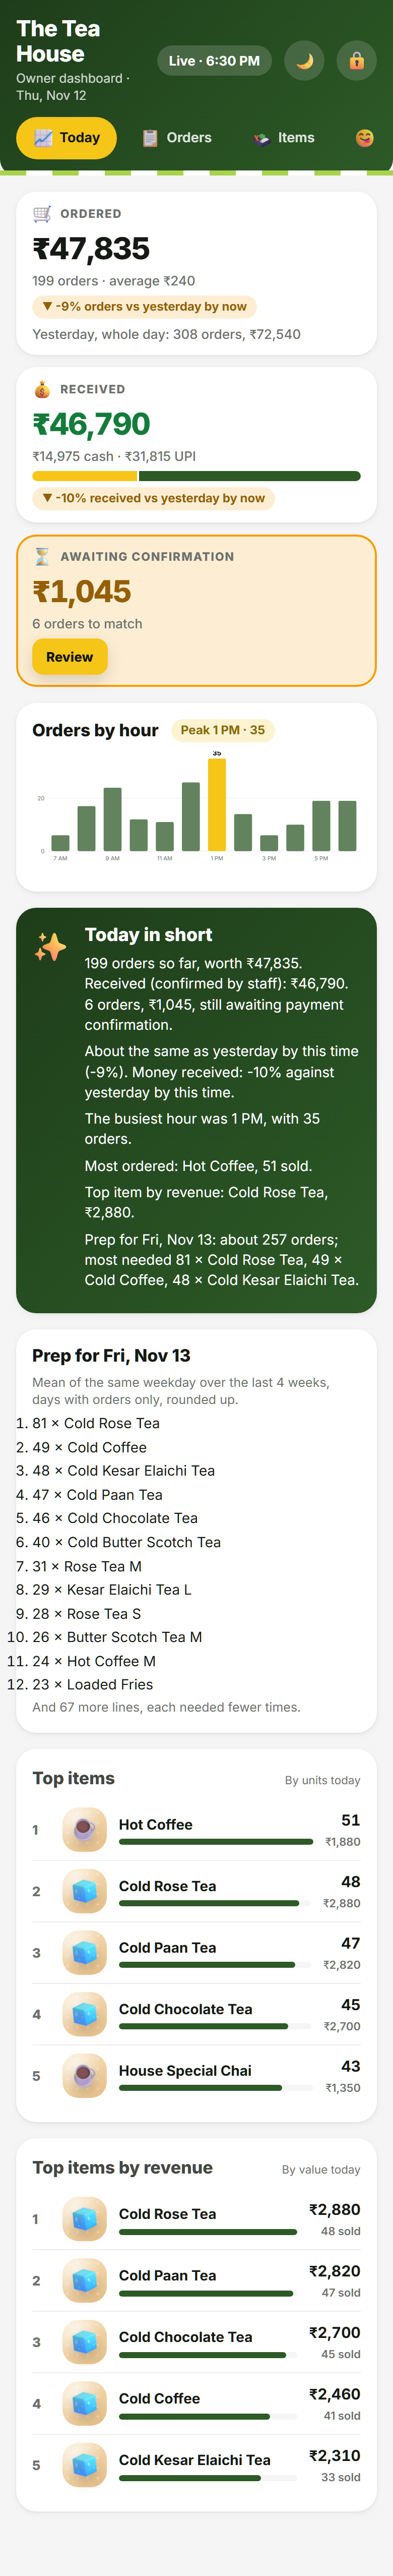 The Tea
House
Owner dashboard ·
Thu, Nov 12
Live · 6:30 PM
Today
Orders
Items
ORDERED
₹47,835
199 orders · average ₹240
▼ -9% orders vs yesterday by now
Yesterday, whole day: 308 orders, ₹72,540
RECEIVED
₹46,790
₹14,975 cash · ₹31,815 UPI
▼ -10% received vs yesterday by now
AWAITING CONFIRMATION
₹1,045
6 orders to match
Review
Orders by hour
Peak 1 PM · 35
35
20
0
7 AM
9 AM
11 AM
1 PM
3 PM
5 PM
Today in short
199 orders so far, worth ₹47,835.
Received (confirmed by staff): ₹46,790.
6 orders, ₹1,045, still awaiting payment
confirmation.
About the same as yesterday by this time
(-9%). Money received: -10% against
yesterday by this time.
The busiest hour was 1 PM, with 35
orders.
Most ordered: Hot Coffee, 51 sold.
Top item by revenue: Cold Rose Tea,
₹2,880.
Prep for Fri, Nov 13: about 257 orders;
most needed 81 × Cold Rose Tea, 49 ×
Cold Coffee, 48 × Cold Kesar Elaichi Tea.
Prep for Fri, Nov 13
Mean of the same weekday over the last 4 weeks,
days with orders only, rounded up.
1. 81 × Cold Rose Tea
2. 49 × Cold Coffee
3. 48 × Cold Kesar Elaichi Tea
4. 47 × Cold Paan Tea
5. 46 × Cold Chocolate Tea
6. 40 × Cold Butter Scotch Tea
7. 31 × Rose Tea M
8. 29 × Kesar Elaichi Tea L
9. 28 × Rose Tea S
10. 26 × Butter Scotch Tea M
11. 24 × Hot Coffee M
12. 23 × Loaded Fries
And 67 more lines, each needed fewer times.
Top items
By units today
1
Hot Coffee
51
₹1,880
2
Cold Rose Tea
48
₹2,880
3
Cold Paan Tea
47
₹2,820
4
Cold Chocolate Tea
45
₹2,700
5
House Special Chai
43
₹1,350
Top items by revenue
By value today
1
Cold Rose Tea
₹2,880
48 sold
2
Cold Paan Tea
₹2,820
47 sold
3
Cold Chocolate Tea
₹2,700
45 sold
4
Cold Coffee
₹2,460
41 sold
5
Cold Kesar Elaichi Tea
₹2,310
33 sold